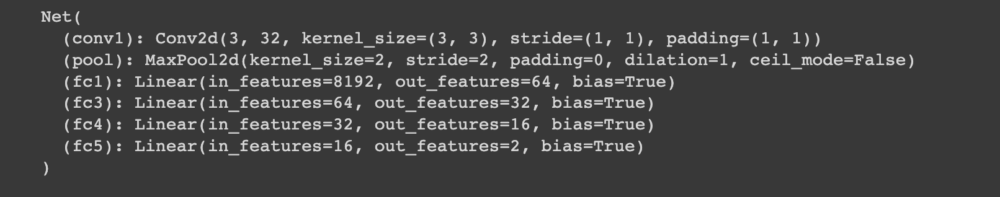 Net(
  (conv1): Conv2d(3, 32, kernel_size=(3, 3), stride=(1, 1), padding=(1, 1))
  (pool): MaxPool2d(kernel_size=2, stride=2, padding=0, dilation=1, ceil_mode=False)
  (fc1): Linear(in_features=8192, out_features=64, bias=True)
  (fc3): Linear(in_features=64, out_features=32, bias=True)
  (fc4): Linear(in_features=32, out_features=16, bias=True)
  (fc5): Linear(in_features=16, out_features=2, bias=True)
)